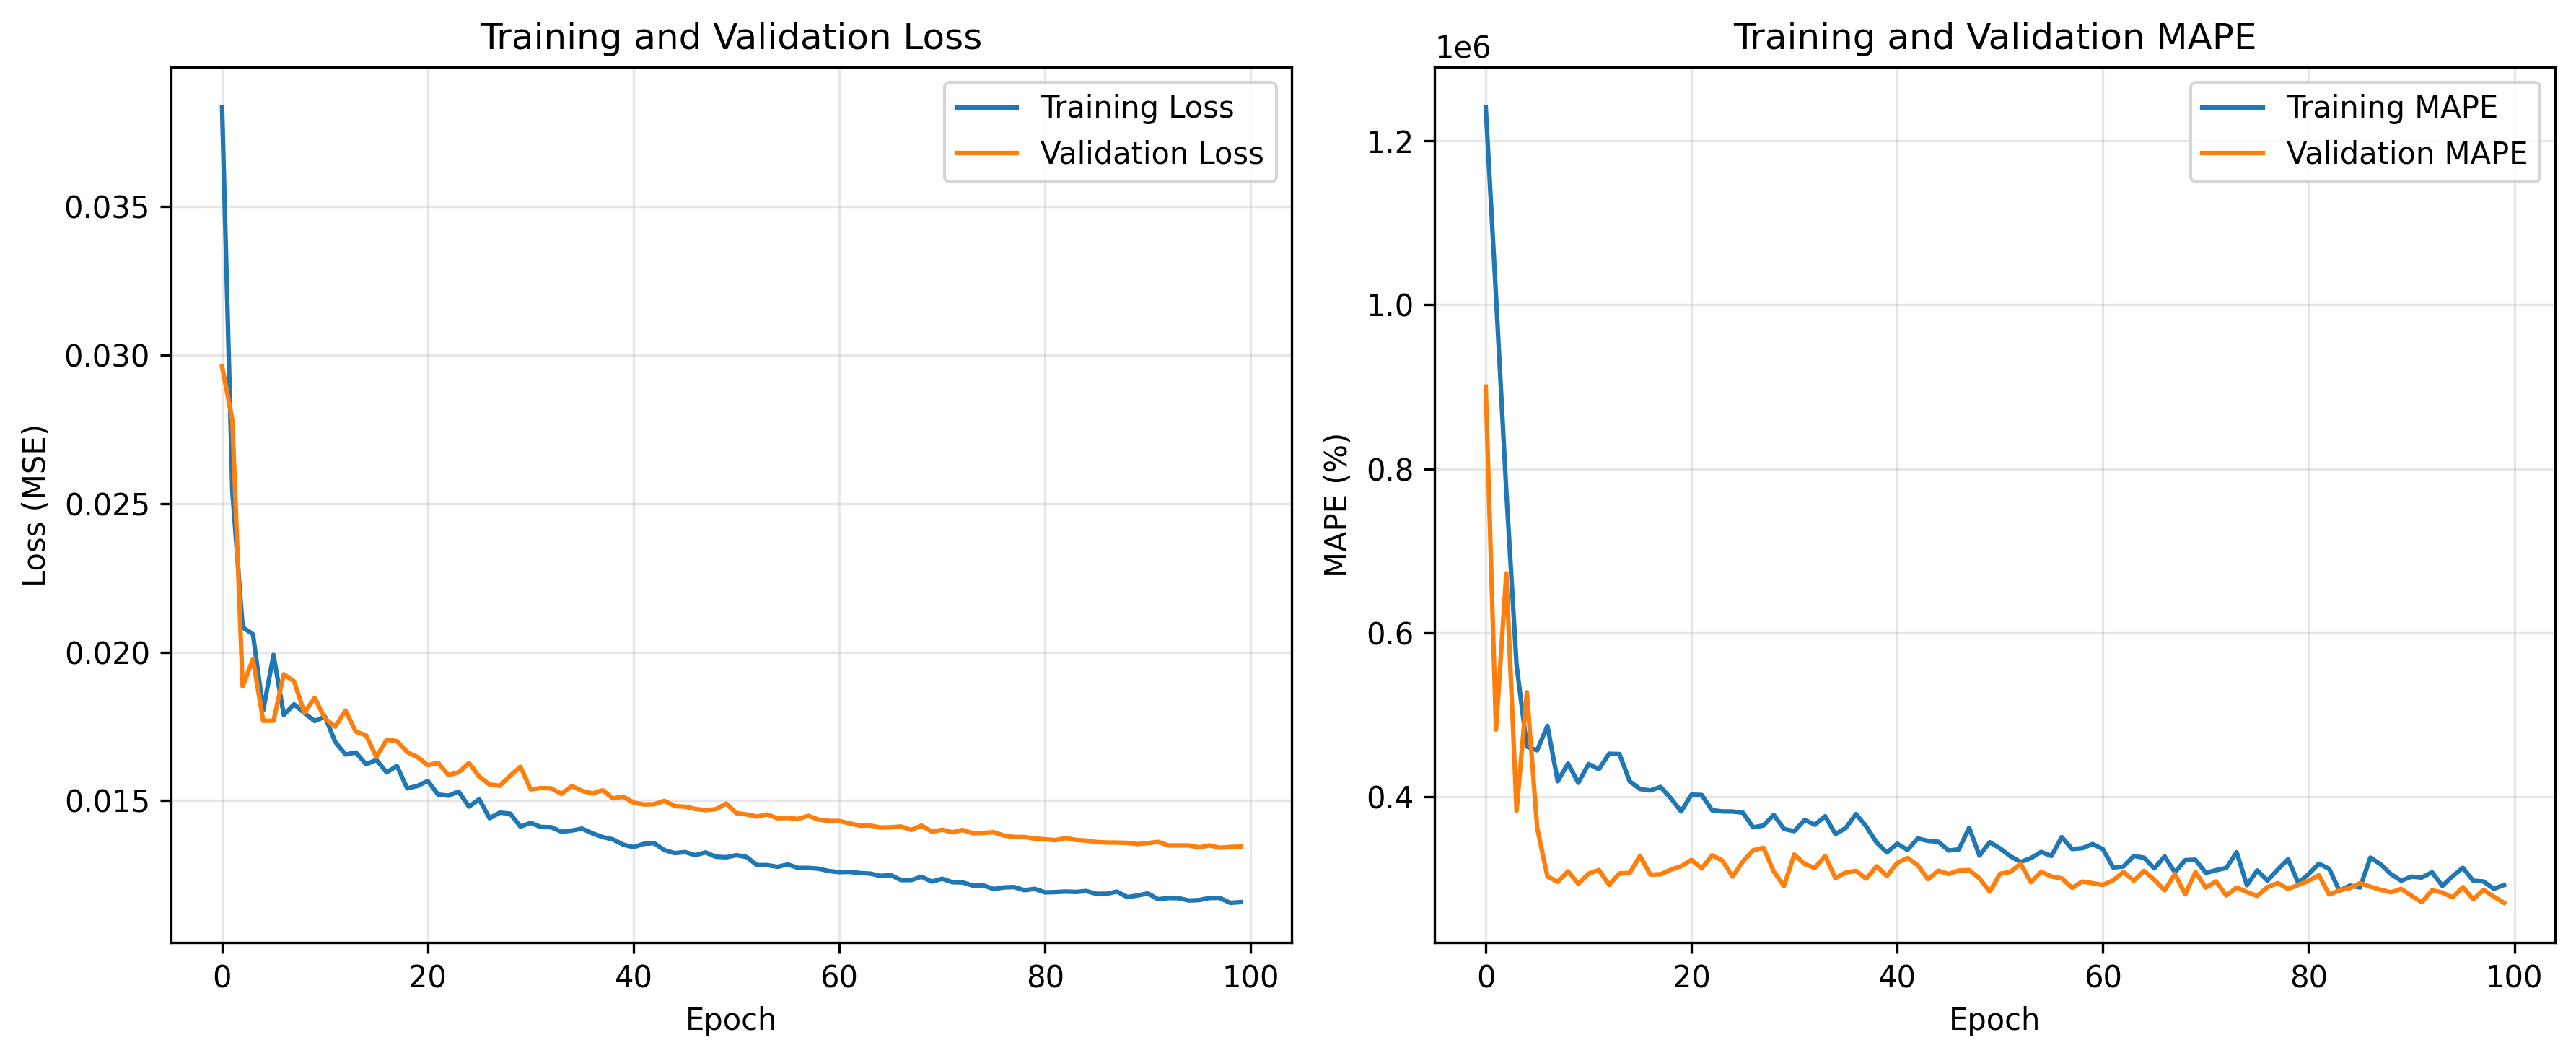 Training and Validation Loss
Training Loss
Validation Loss
0.035
0.030
0.025
0.020
0.015
Loss (MSE)
0 20 40 60 80 100
Epoch
Training and Validation MAPE
1e6
Training MAPE
Validation MAPE
1.2
1.0
0.8
0.6
0.4
MAPE (%)
0 20 40 60 80 100
Epoch